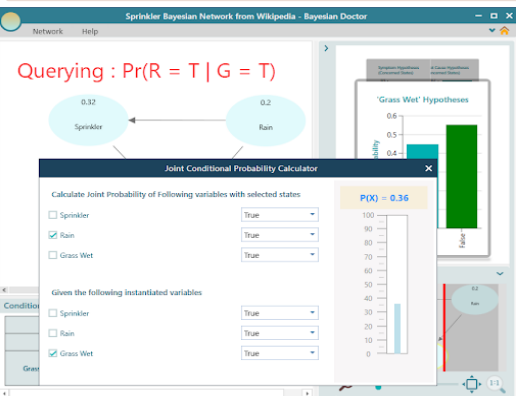 Sprinkler Bayesian Network from Wikipedia - Bayesian Doctor
Network Help
Querying : Pr(R = T | G = T)
0.32
Sprinkler
0.2
Rain
'Grass Wet' Hypotheses
0.6
0.5
0.4
False
Joint Conditional Probability Calculator
Calculate Joint Probability of Following variables with selected states
Sprinkler True
Rain True
Grass Wet True
Given the following instantiated variables
Sprinkler True
Rain True
Grass Wet True
P(X) = 0.36
100
90
80
70
60
50
40
30
20
10
0
0.2
Rain
Conditio
Grass
1:1